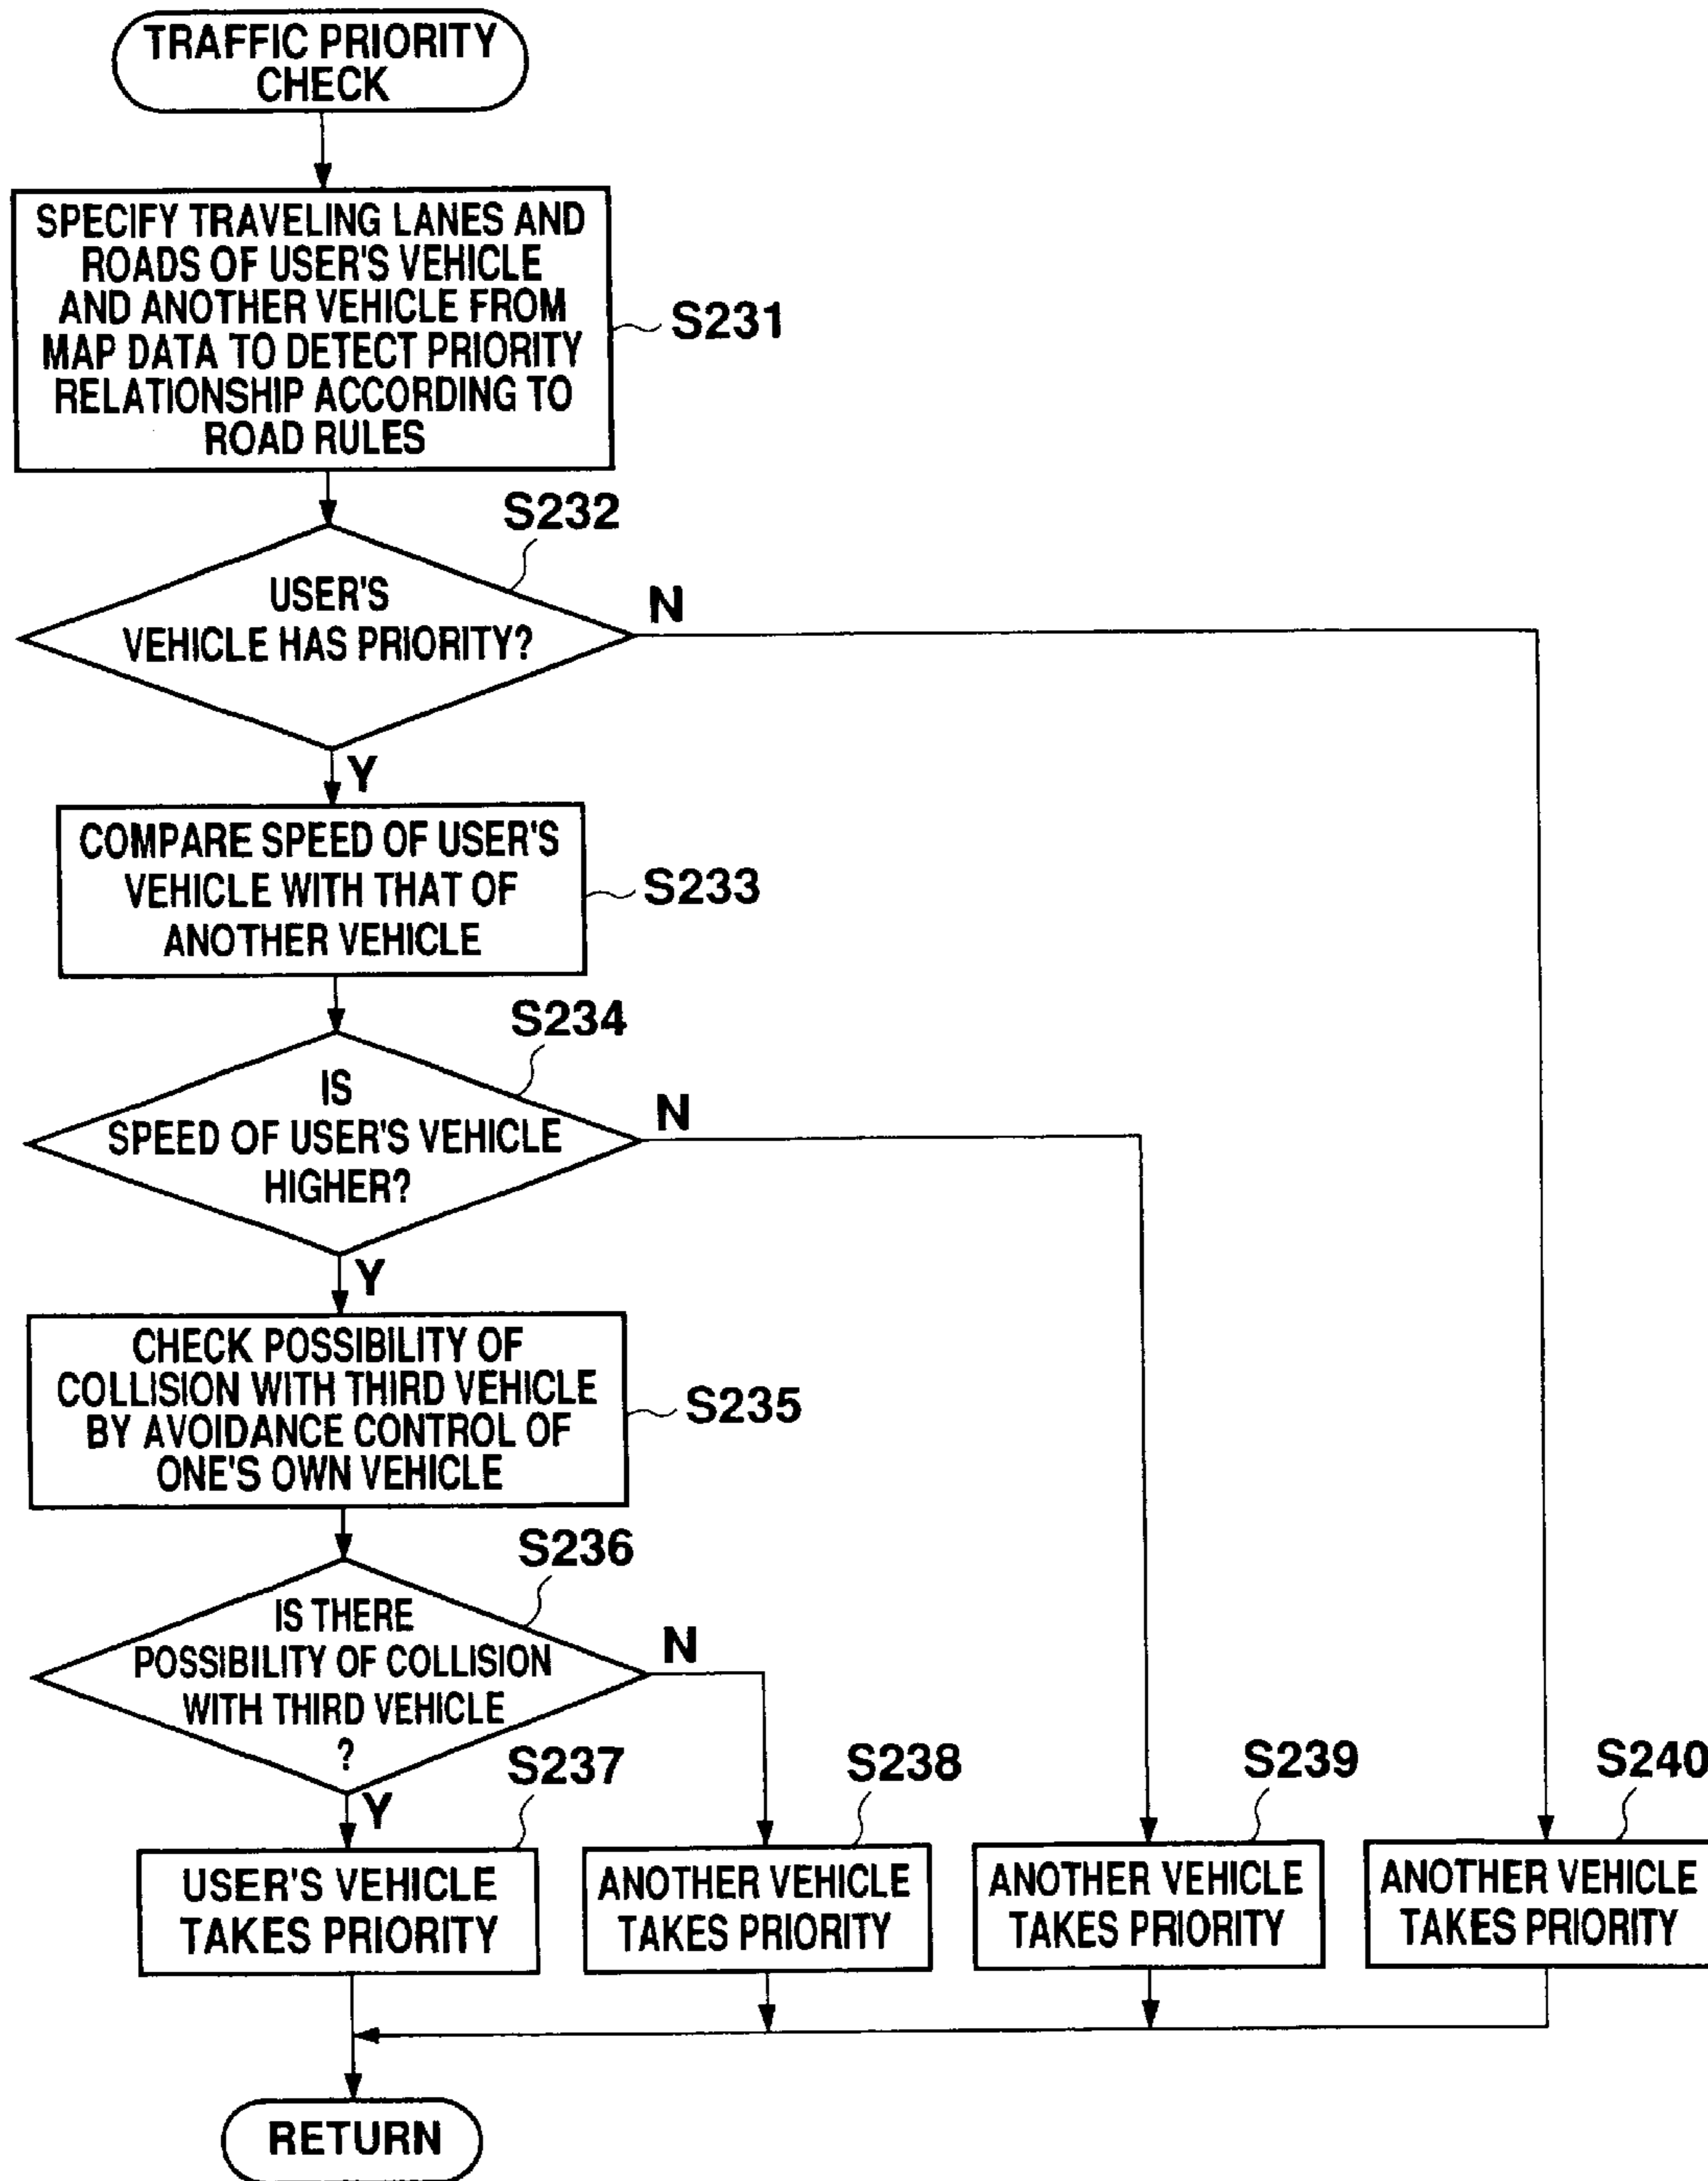 TRAFFIC PRIORITY
CHECK
SPECIFY TRAVELING LANES AND
ROADS OF USER'S VEHICLE
AND ANOTHER VEHICLE FROM
MAP DATA TO DETECT PRIORITY
RELATIONSHIP ACCORDING TO
ROAD RULES
S231
S232
USER'S
VEHICLE HAS PRIORITY?
N
Y
COMPARE SPEED OF USER'S
VEHICLE WITH THAT OF
ANOTHER VEHICLE
S233
S234
IS
SPEED OF USER'S VEHICLE
HIGHER?
N
Y
CHECK POSSIBILITY OF
COLLISION WITH THIRD VEHICLE
BY AVOIDANCE CONTROL OF
ONE'S OWN VEHICLE
S235
S236
IS THERE
POSSIBILITY OF COLLISION
WITH THIRD VEHICLE
?
N
Y
S237
USER'S VEHICLE
TAKES PRIORITY
S238
ANOTHER VEHICLE
TAKES PRIORITY
S239
ANOTHER VEHICLE
TAKES PRIORITY
S240
ANOTHER VEHICLE
TAKES PRIORITY
RETURN